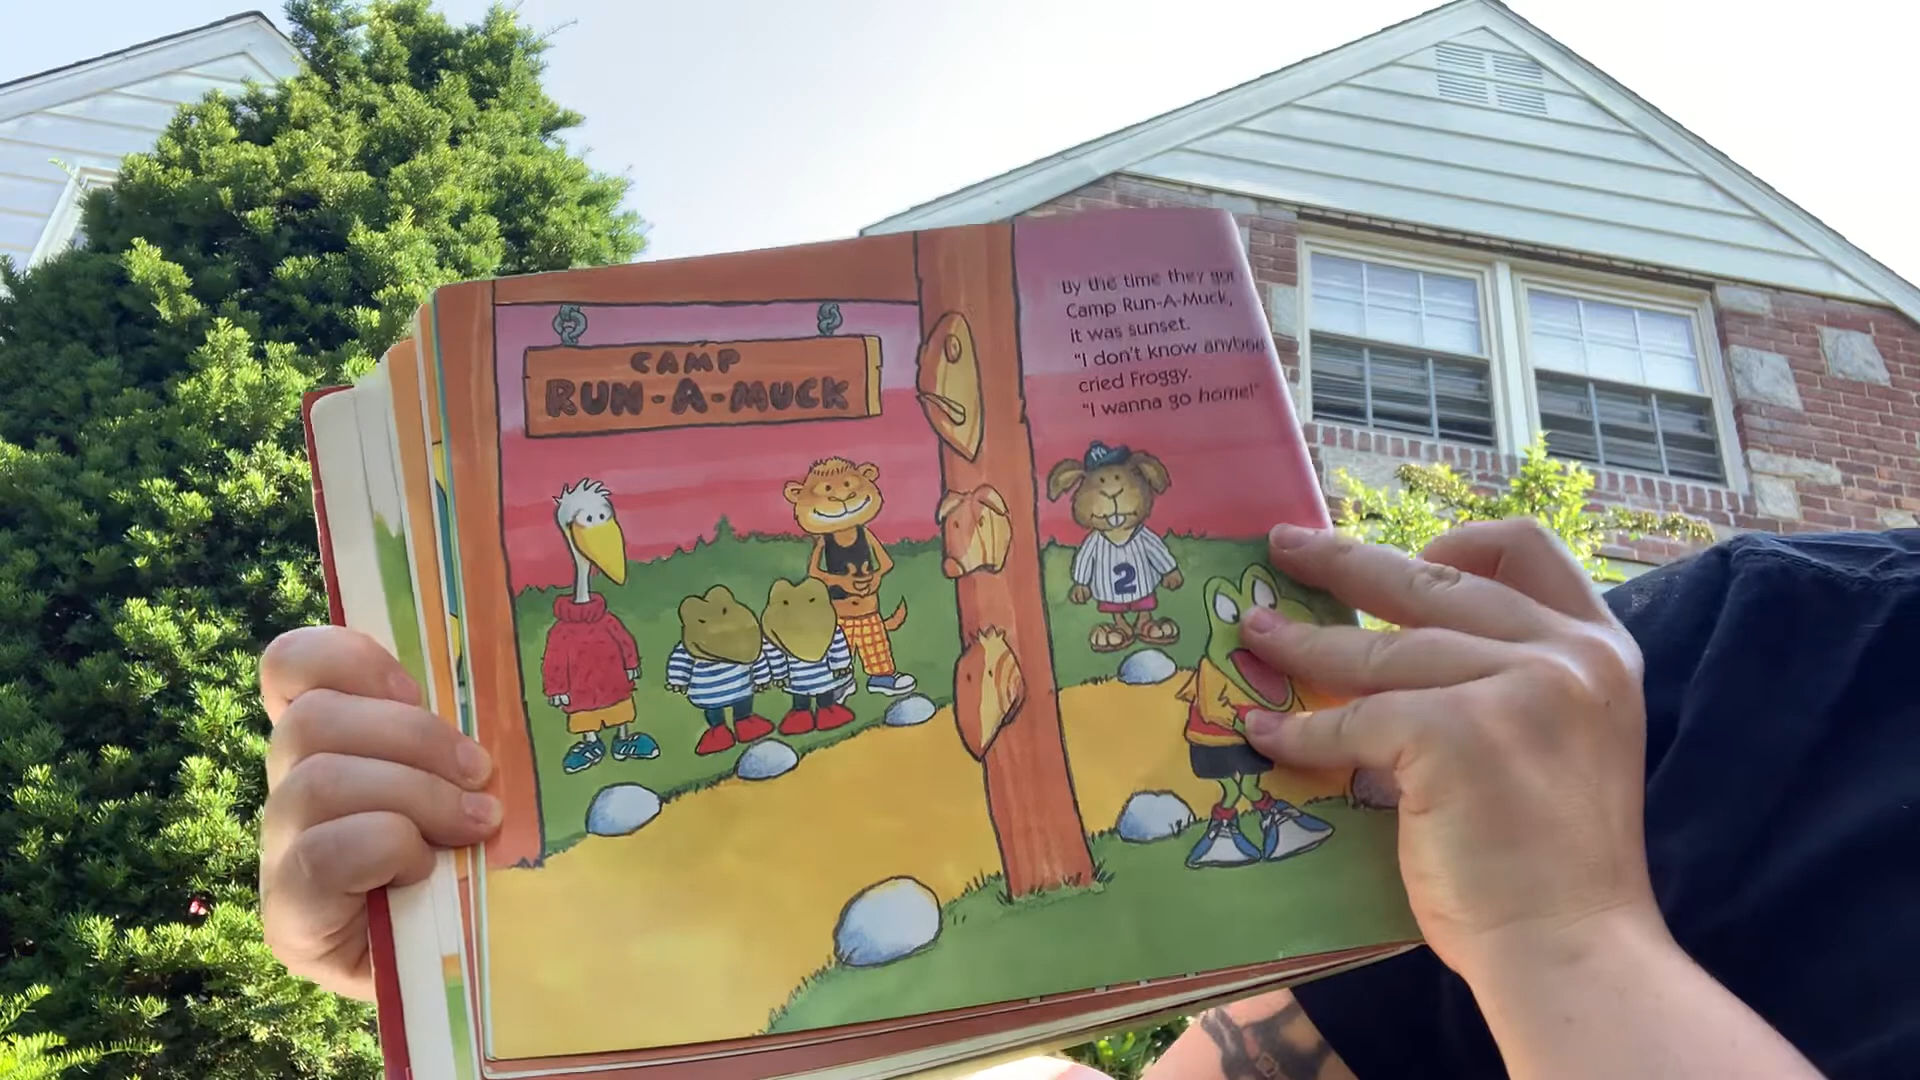 CAMP
RUN-A-MUCK
By the time they got
Camp Run-A-Muck,
it was sunset.
"I don't know
cried Froggy.
"I wanna go home!"
NY
2